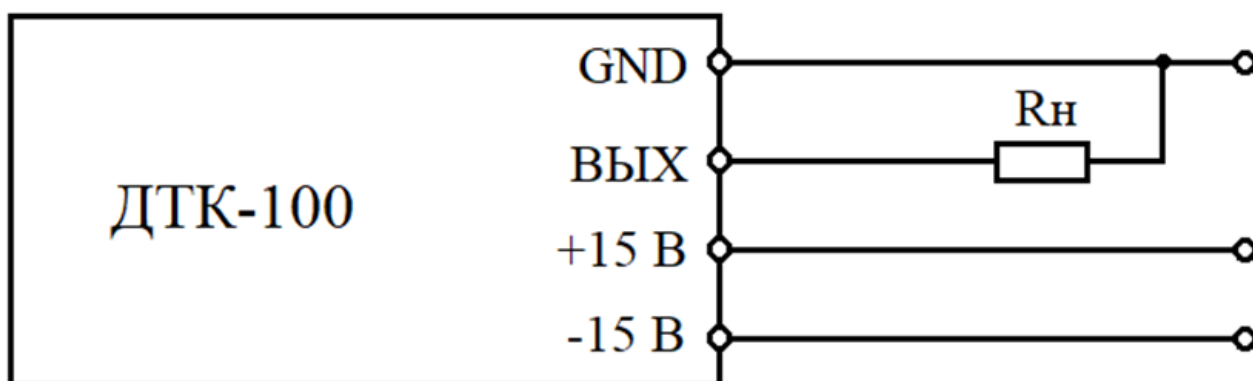 GND
Rн
ВЫХ
ДТК-100
+15 В
-15 В